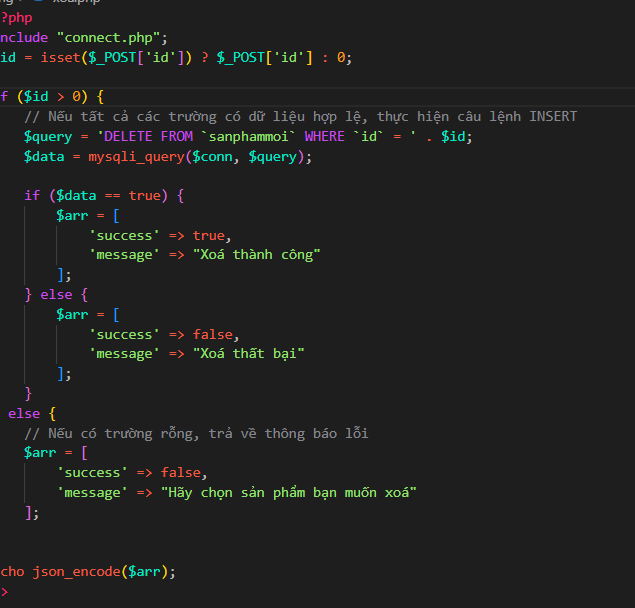 ?php
nclude "connect.php";
id = isset($_POST['id']) ? $_POST['id'] : 0;
f ($id > 0) {
// Nếu tất cả các trường có dữ liệu hợp lệ, thực hiện câu lệnh INSERT
$query = 'DELETE FROM `sanphammoi` WHERE `id` = ' . $id;
$data = mysqli_query($conn, $query);
if ($data == true) {
$arr = [
'success' => true,
'message' => "Xoá thành công"
];
} else {
$arr = [
'success' => false,
'message' => "Xoá thất bại"
];
}
else {
// Nếu có trường rỗng, trả về thông báo lỗi
$arr = [
'success' => false,
'message' => "Hãy chọn sản phẩm bạn muốn xoá"
];
cho json_encode($arr);
>